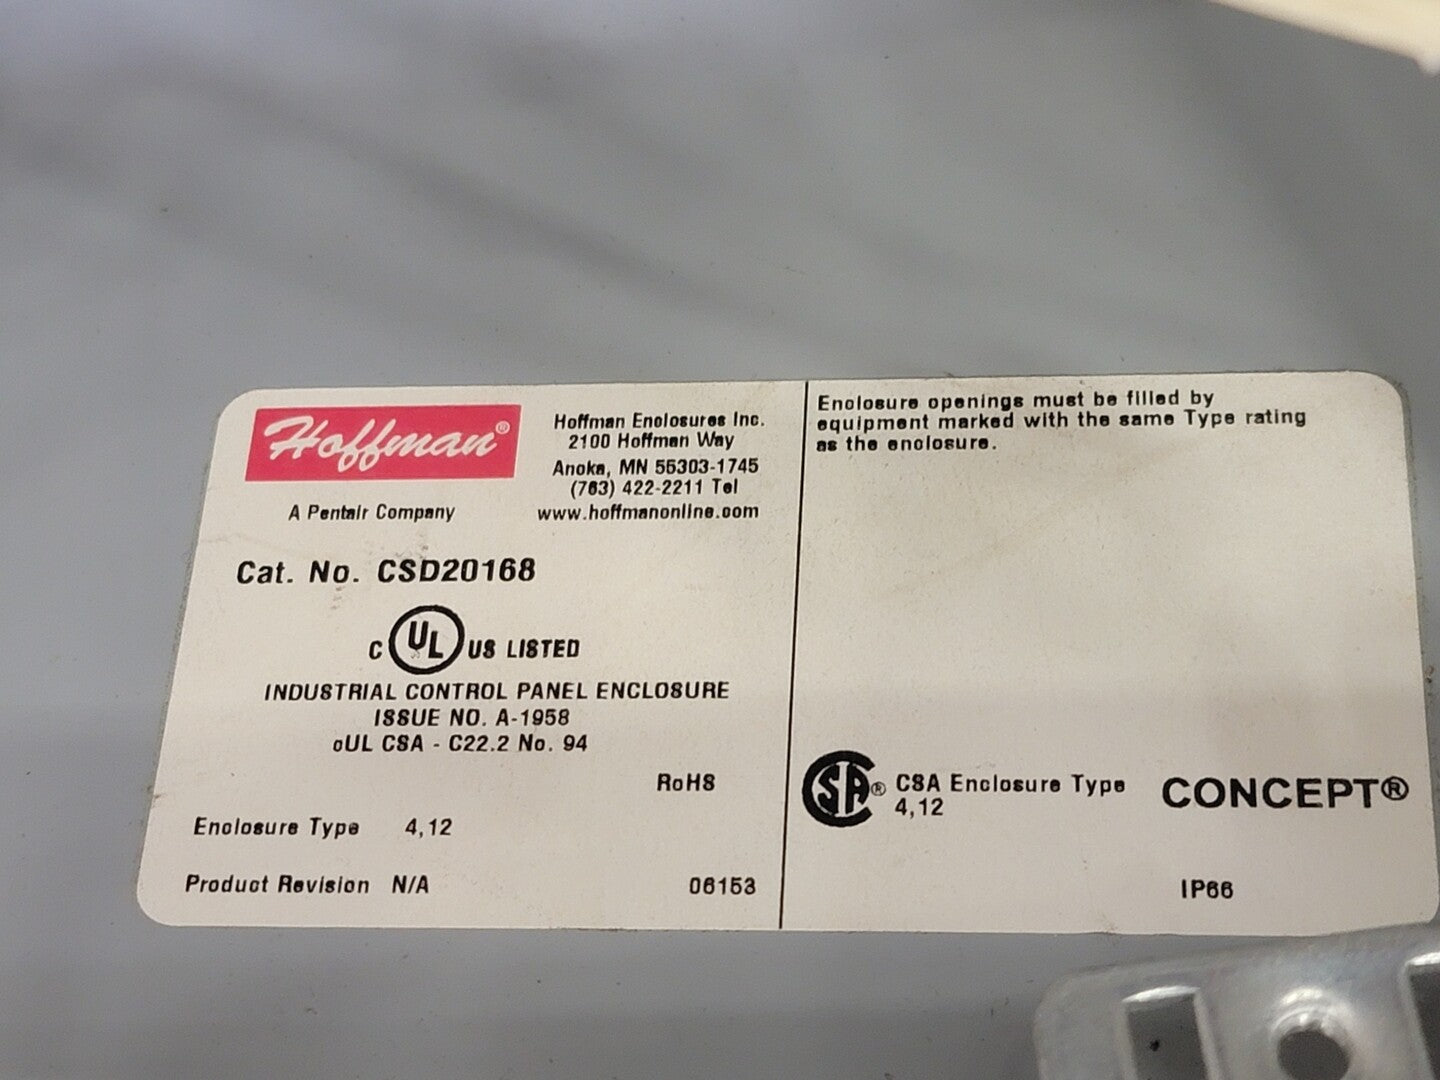 Hoffman®
A Pentair Company
Hoffman Enclosures Inc.
2100 Hoffman Way
Anoka, MN 55303-1745
(763) 422-2211 Tel
www.hoffmanonline.com
Cat. No. CSD20168
C UL US LISTED
INDUSTRIAL CONTROL PANEL ENCLOSURE
ISSUE NO. A-1958
cUL CSA - C22.2 No. 94
RoHS
Enclosure Type 4,12
Product Revision N/A 06153
Enclosure openings must be filled by
equipment marked with the same Type rating
as the enclosure.
SA® CSA Enclosure Type
4,12
CONCEPT®
IP66